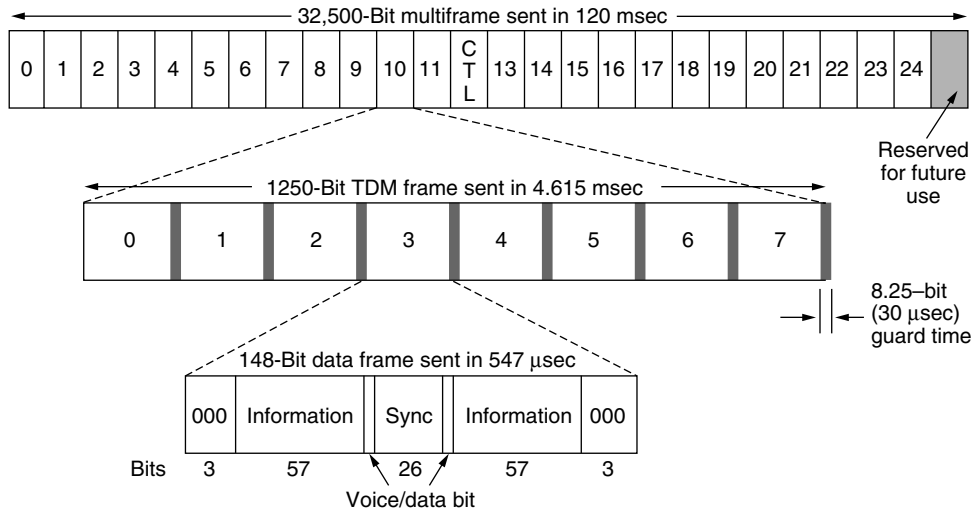 32,500-Bit multiframe sent in 120 msec
0 1 2 3 4 5 6 7 8 9 10 11 CTL 13 14 15 16 17 18 19 20 21 22 23 24
Reserved
for future
use
1250-Bit TDM frame sent in 4.615 msec
0 1 2 3 4 5 6 7
8.25–bit
(30 μsec)
guard time
148-Bit data frame sent in 547 μsec
000 Information Sync Information 000
Bits 3 57 26 57 3
Voice/data bit